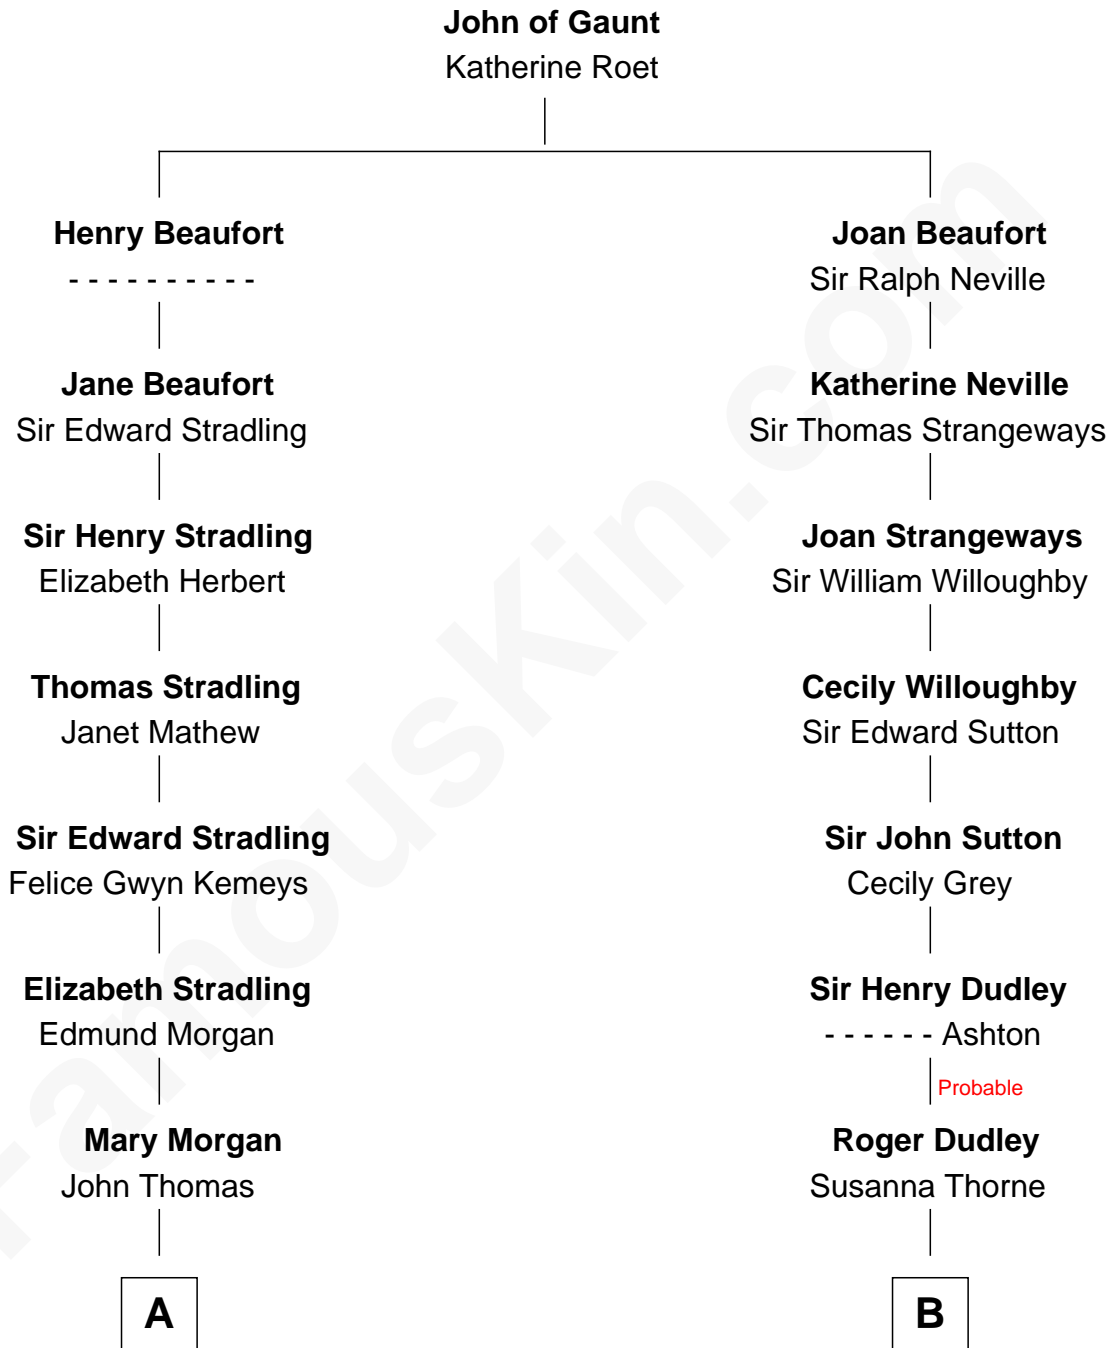 John of Gaunt
Katherine Roet
Henry Beaufort
- - - - - - - - - -
Joan Beaufort
Sir Ralph Neville
Jane Beaufort
Sir Edward Stradling
Katherine Neville
Sir Thomas Strangeways
Sir Henry Stradling
Elizabeth Herbert
Joan Strangeways
Sir William Willoughby
Thomas Stradling
Janet Mathew
Cecily Willoughby
Sir Edward Sutton
Sir Edward Stradling
Felice Gwyn Kemeys
Sir John Sutton
Cecily Grey
Elizabeth Stradling
Edmund Morgan
Sir Henry Dudley
- - - - - - Ashton
Probable
Mary Morgan
John Thomas
Roger Dudley
Susanna Thorne
A
B
FamousKin.com